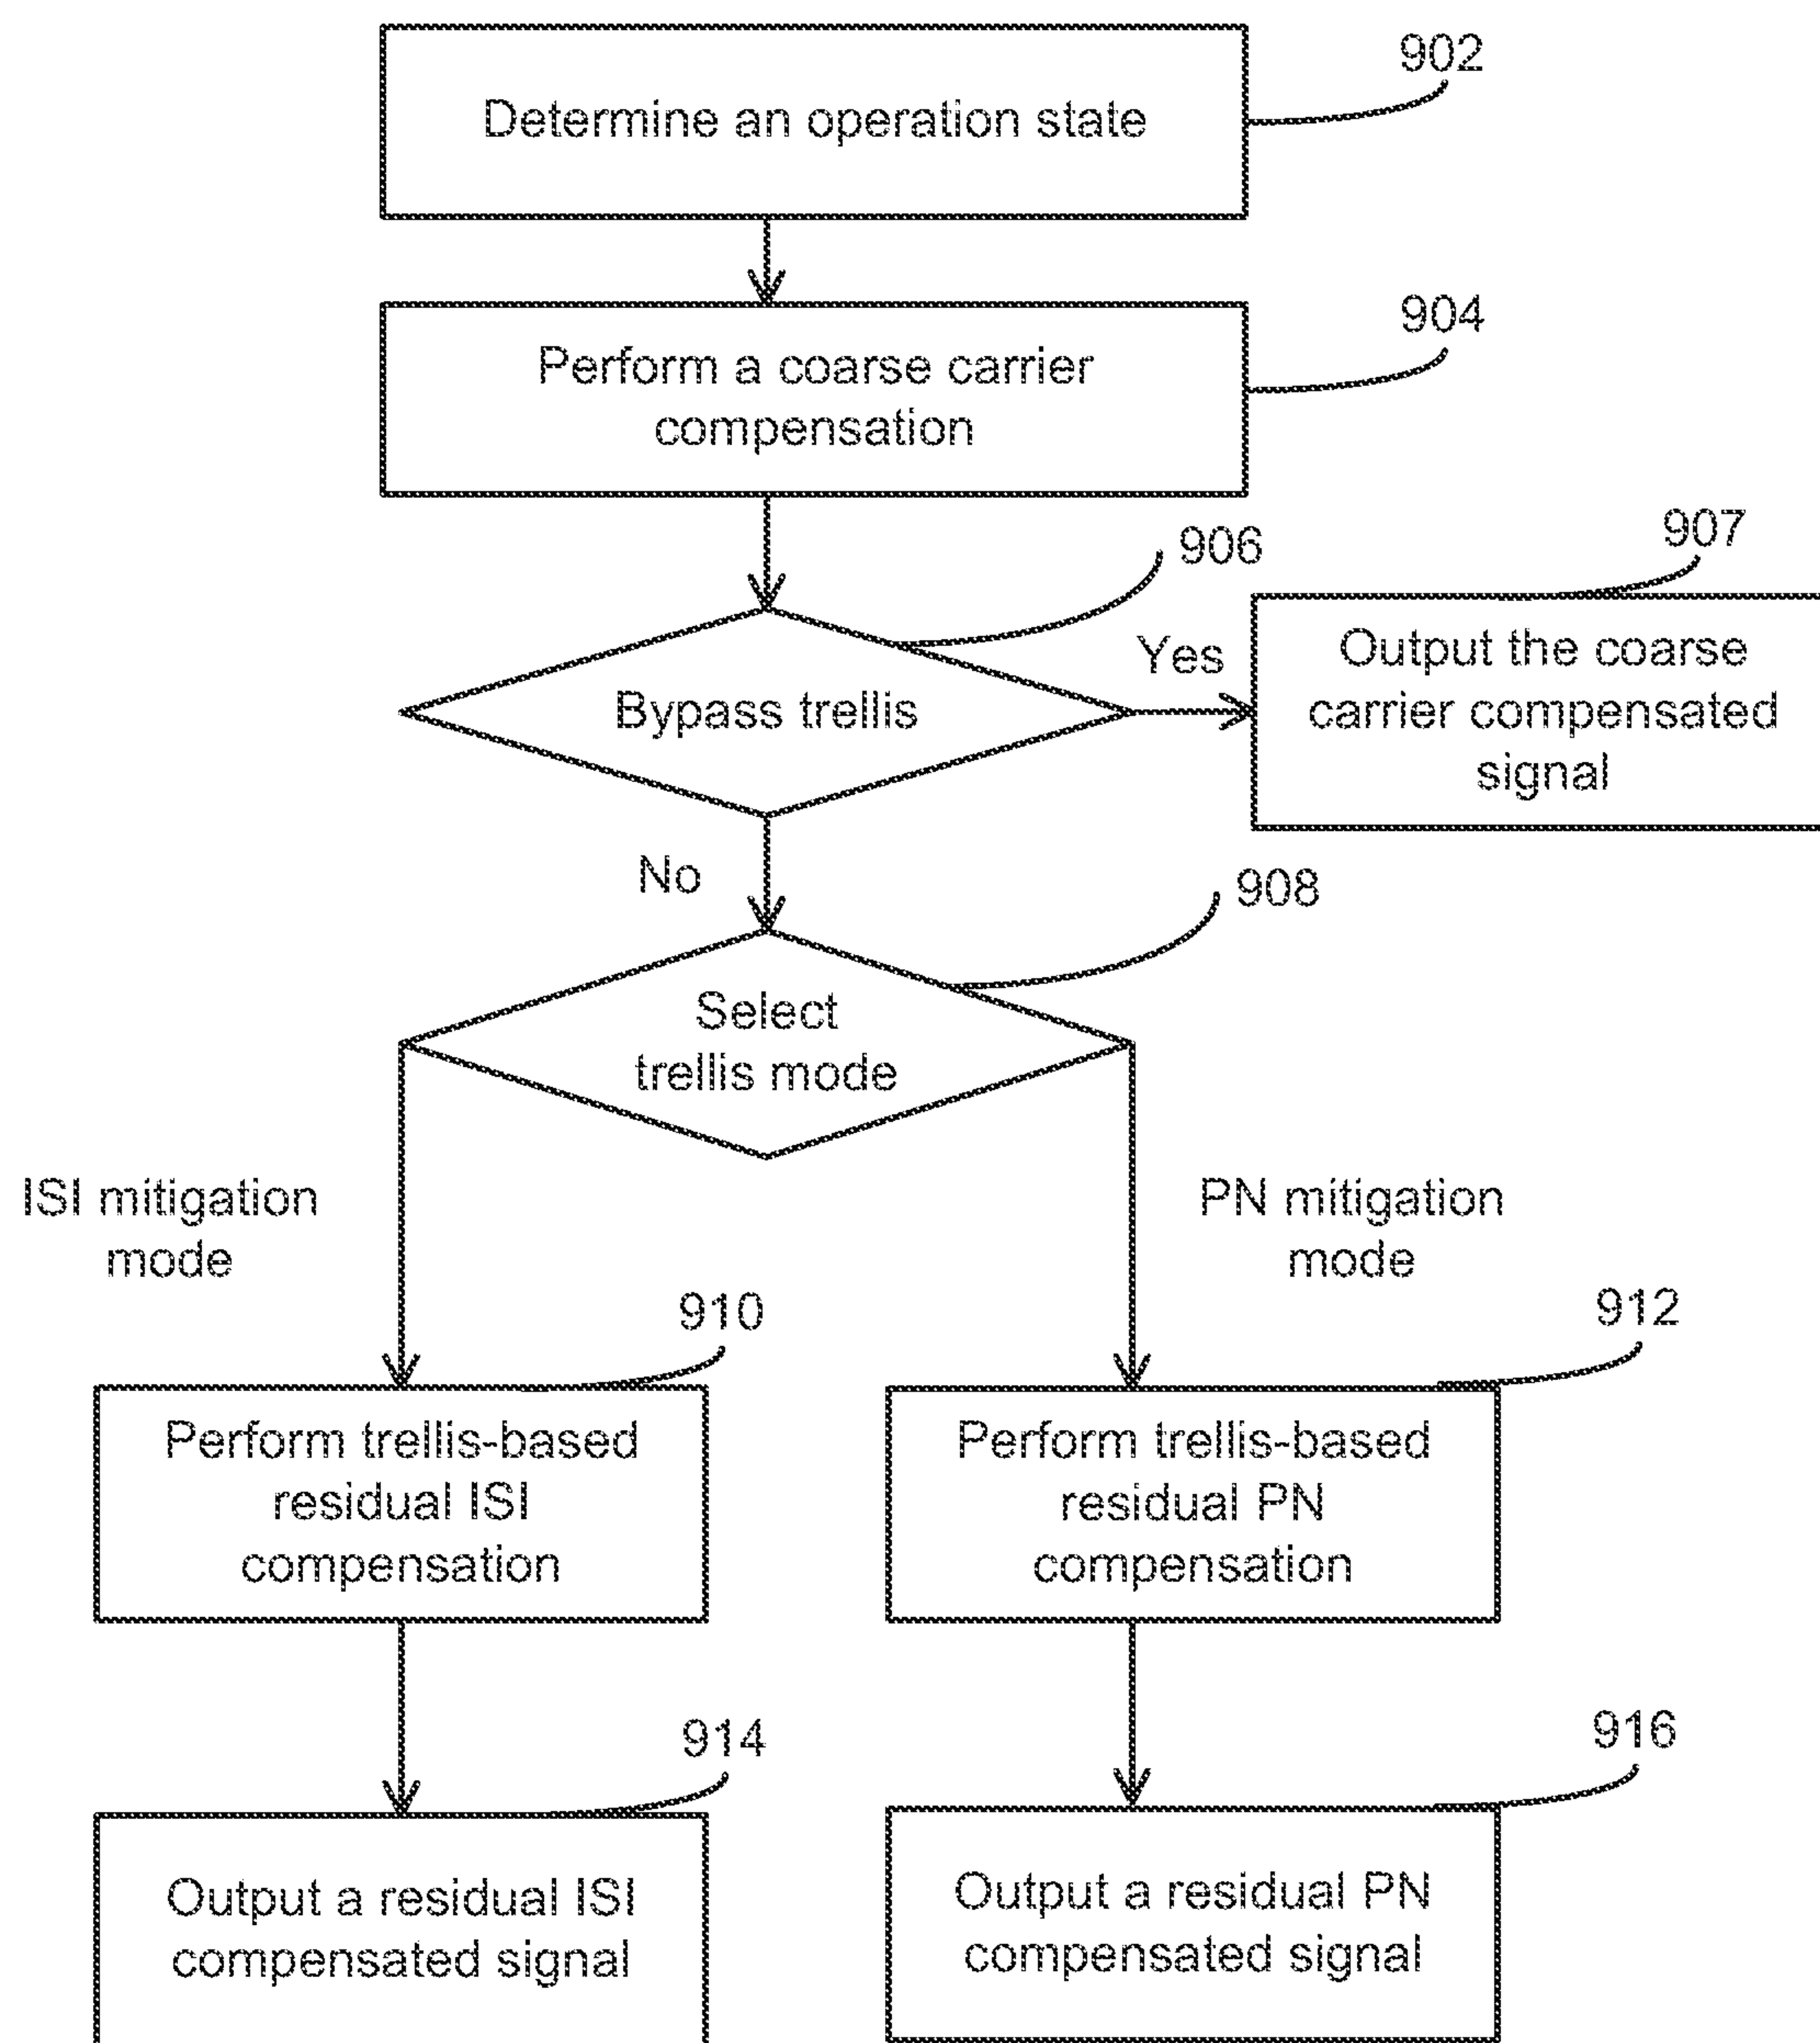 902
Determine an operation state
904
Perform a coarse carrier
compensation
906
907
Yes
Output the coarse
carrier compensated
signal
Bypass trellis
No
908
Select
trellis mode
ISI mitigation
mode
PN mitigation
mode
910
912
Perform trellis-based
residual ISI
compensation
Perform trellis-based
residual PN
compensation
914
916
Output a residual ISI
compensated signal
Output a residual PN
compensated signal